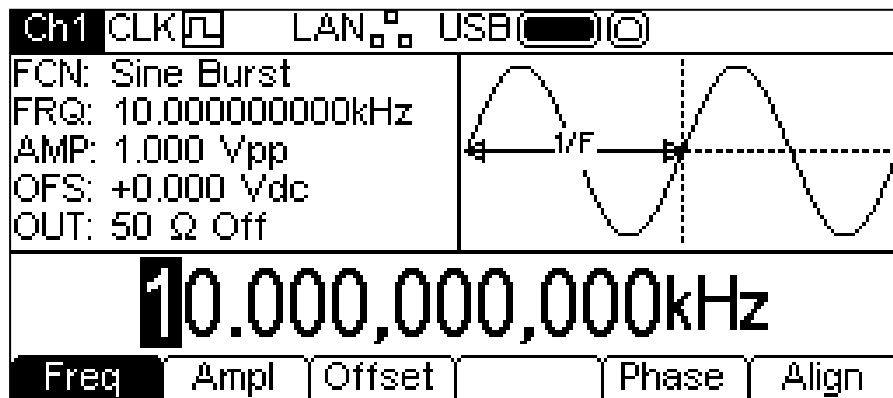 Ch1 CLK LAN USB
FCN: Sine Burst
FRQ: 10.000000000kHz
AMP: 1.000 Vpp
OFS: +0.000 Vdc
OUT: 50 Ω Off
1/F
10.000,000,000kHz
Freq Ampl Offset Phase Align